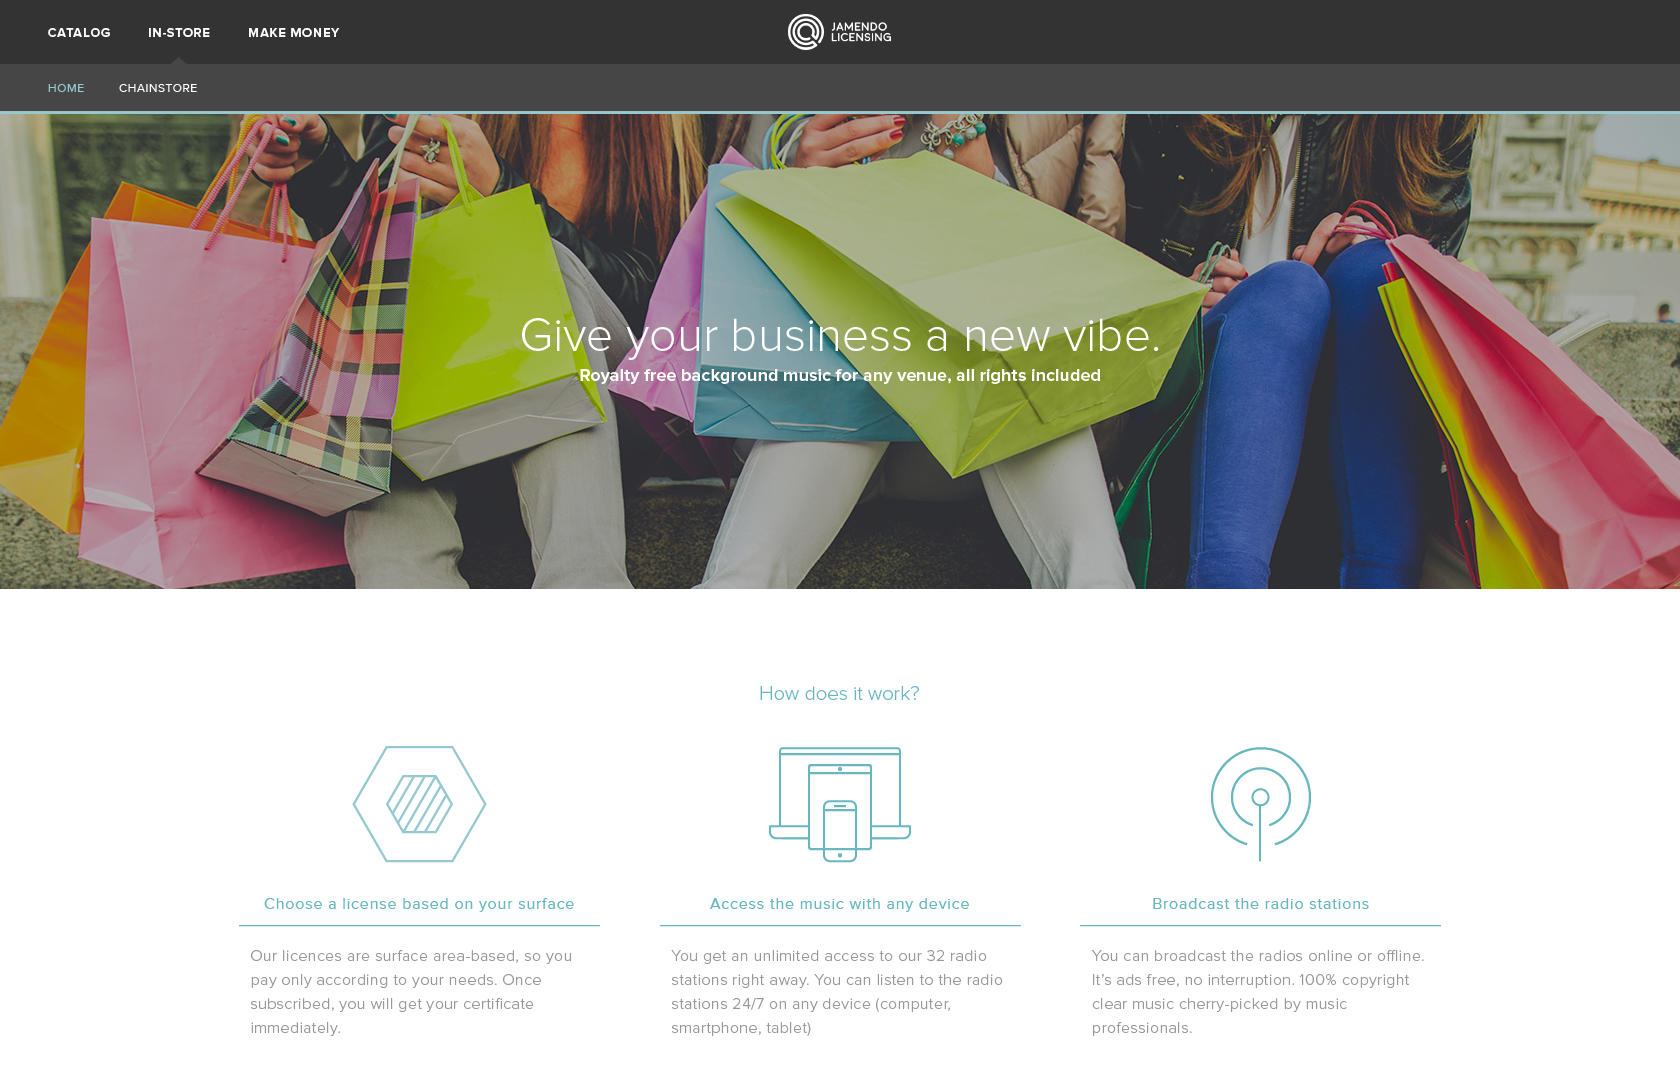 CATALOG IN-STORE MAKE MONEY
JAMENDO
LICENSING
HOME CHAINSTORE
Give your business a new vibe.
Royalty free background music for any venue, all rights included
How does it work?
Choose a license based on your surface
Our licences are surface area-based, so you
pay only according to your needs. Once
subscribed, you will get your certificate
immediately.
Access the music with any device
You get an unlimited access to our 32 radio
stations right away. You can listen to the radio
stations 24/7 on any device (computer,
smartphone, tablet)
Broadcast the radio stations
You can broadcast the radios online or offline.
It's ads free, no interruption. 100% copyright
clear music cherry-picked by music
professionals.